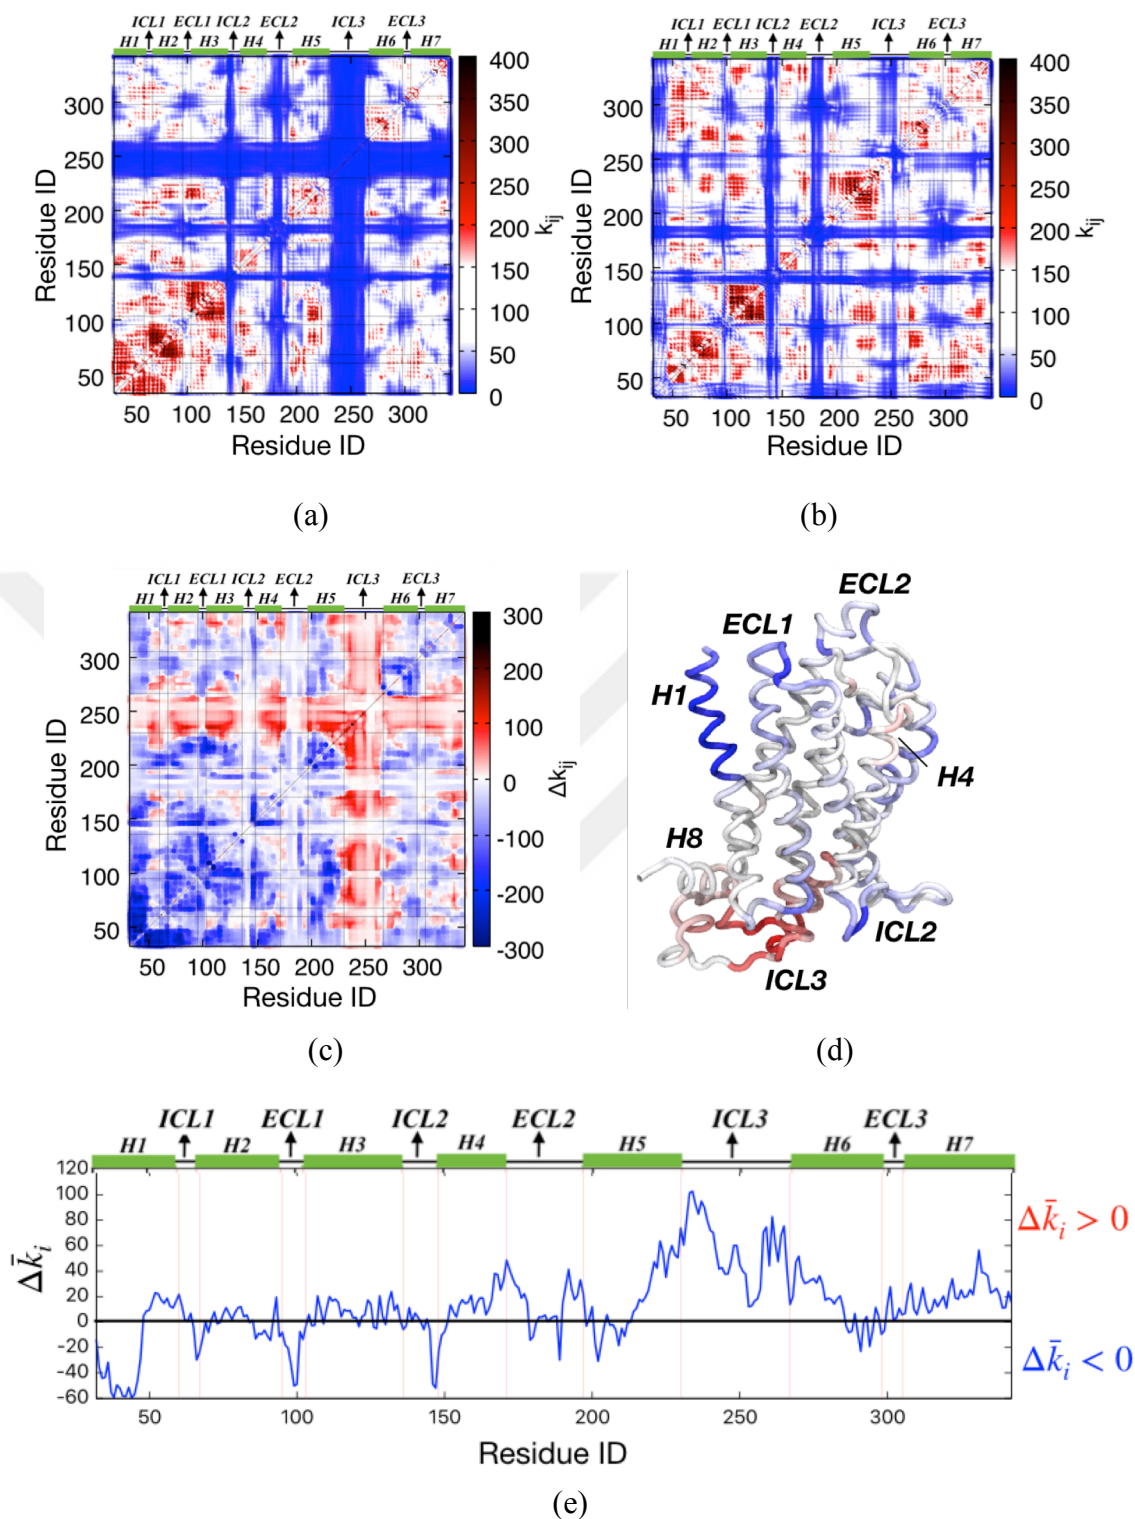 ICL1 ECL1 ICL2 ECL2 ICL3 ECL3
H1 H2 H3 H4 H5 H6 H7
400
350
300
250
200
150
100
50
0
k_ij
Residue ID
300
250
200
150
100
50
50 100 150 200 250 300
Residue ID
(a)
ICL1 ECL1 ICL2 ECL2 ICL3 ECL3
H1 H2 H3 H4 H5 H6 H7
400
350
300
250
200
150
100
50
0
k_ij
Residue ID
300
250
200
150
100
50
50 100 150 200 250 300
Residue ID
(b)
ICL1 ECL1 ICL2 ECL2 ICL3 ECL3
H1 H2 H3 H4 H5 H6 H7
300
200
100
0
-100
-200
-300
Δk_ij
Residue ID
300
250
200
150
100
50
50 100 150 200 250 300
Residue ID
(c)
ECL2
ECL1
H1
H4
H8
ICL2
ICL3
(d)
ICL1 ECL1 ICL2 ECL2 ICL3 ECL3
H1 H2 H3 H4 H5 H6 H7
120
100
80
60
40
20
0
-20
-40
-60
Δk̄_i
Δk̄_i > 0
Δk̄_i < 0
50 100 150 200 250 300
Residue ID
(e)